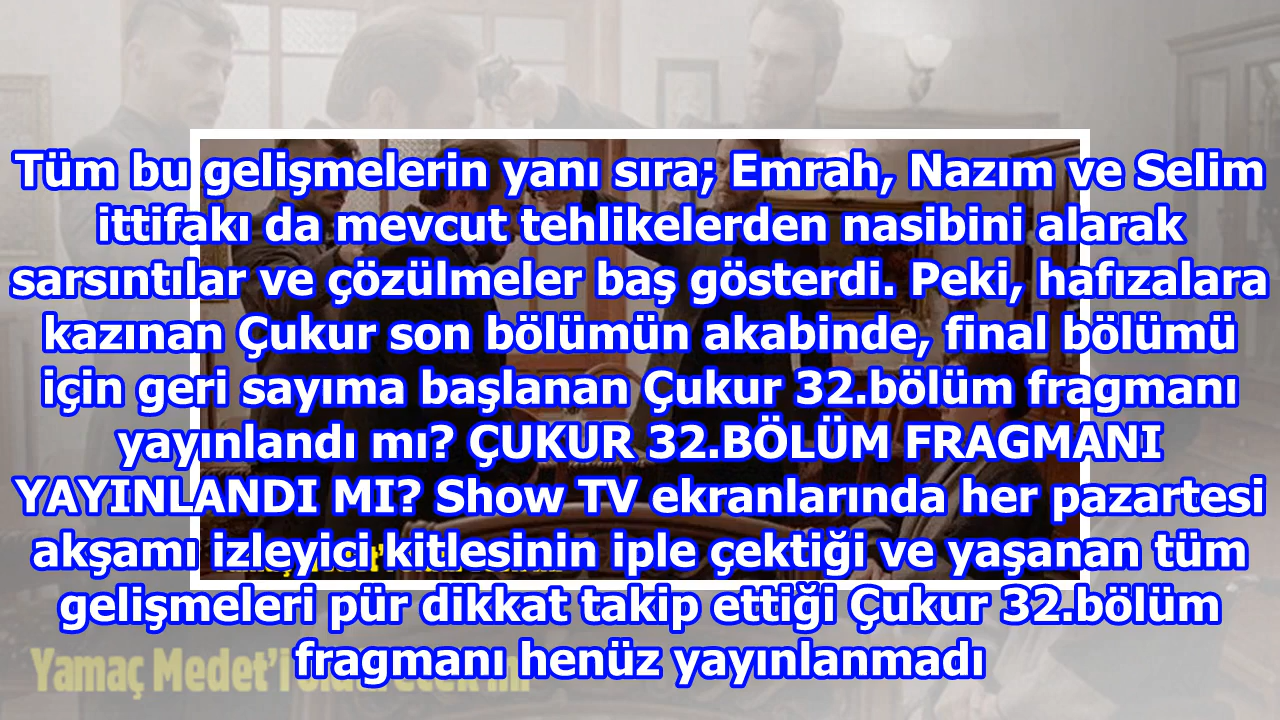 Tüm bu gelişmelerin yanı sıra; Emrah, Nazım ve Selim
ittifakı da mevcut tehlikelerden nasibini alarak
sarsıntılar ve çözülmeler baş gösterdi. Peki, hafızalara
kazınan Çukur son bölümün akabinde, final bölümü
için geri sayıma başlanan Çukur 32.bölüm fragmanı
yayınlandı mı? ÇUKUR 32.BÖLÜM FRAGMANI
YAYINLANDI MI? Show TV ekranlarında her pazartesi
akşamı izleyici kitlesinin iple çektiği ve yaşanan tüm
gelişmeleri pür dikkat takip ettiği Çukur 32.bölüm
fragmanı henüz yayınlanmadı
Yamaç Medet'i